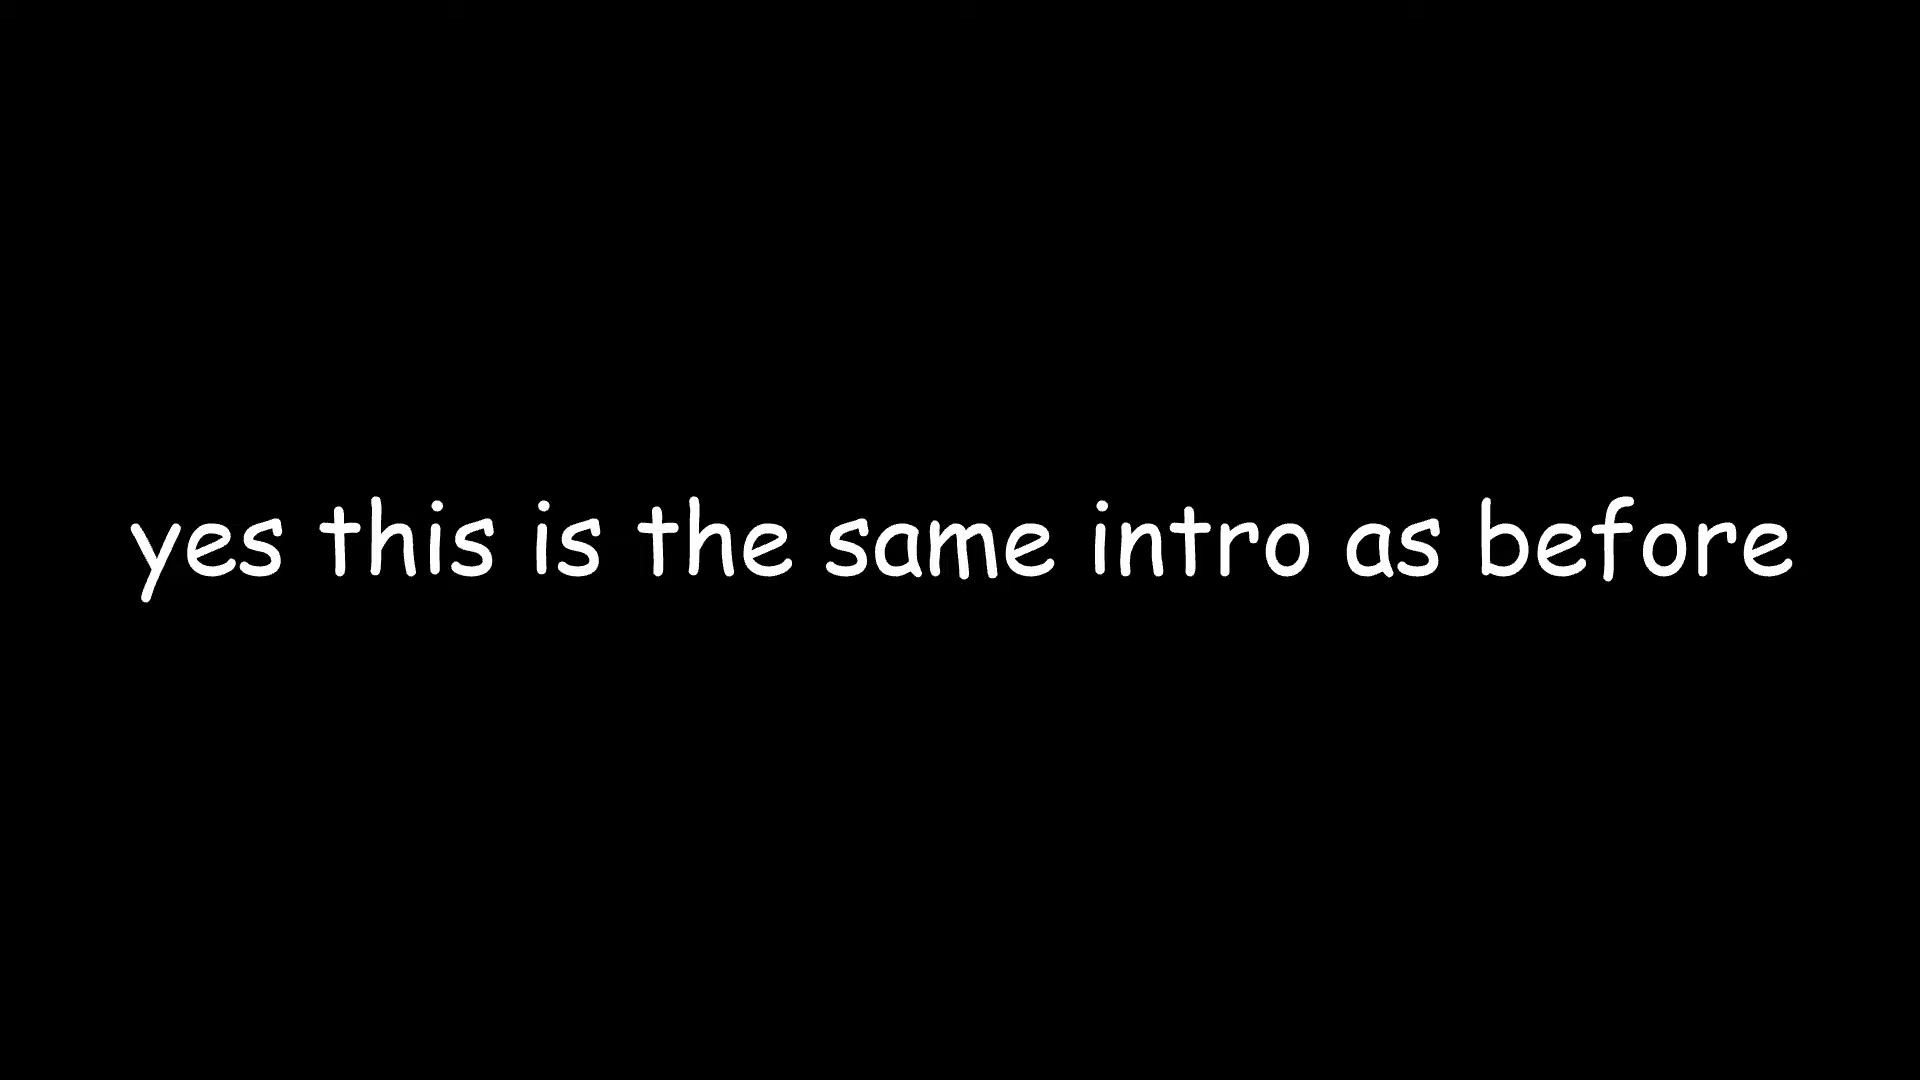 yes this is the same intro as before